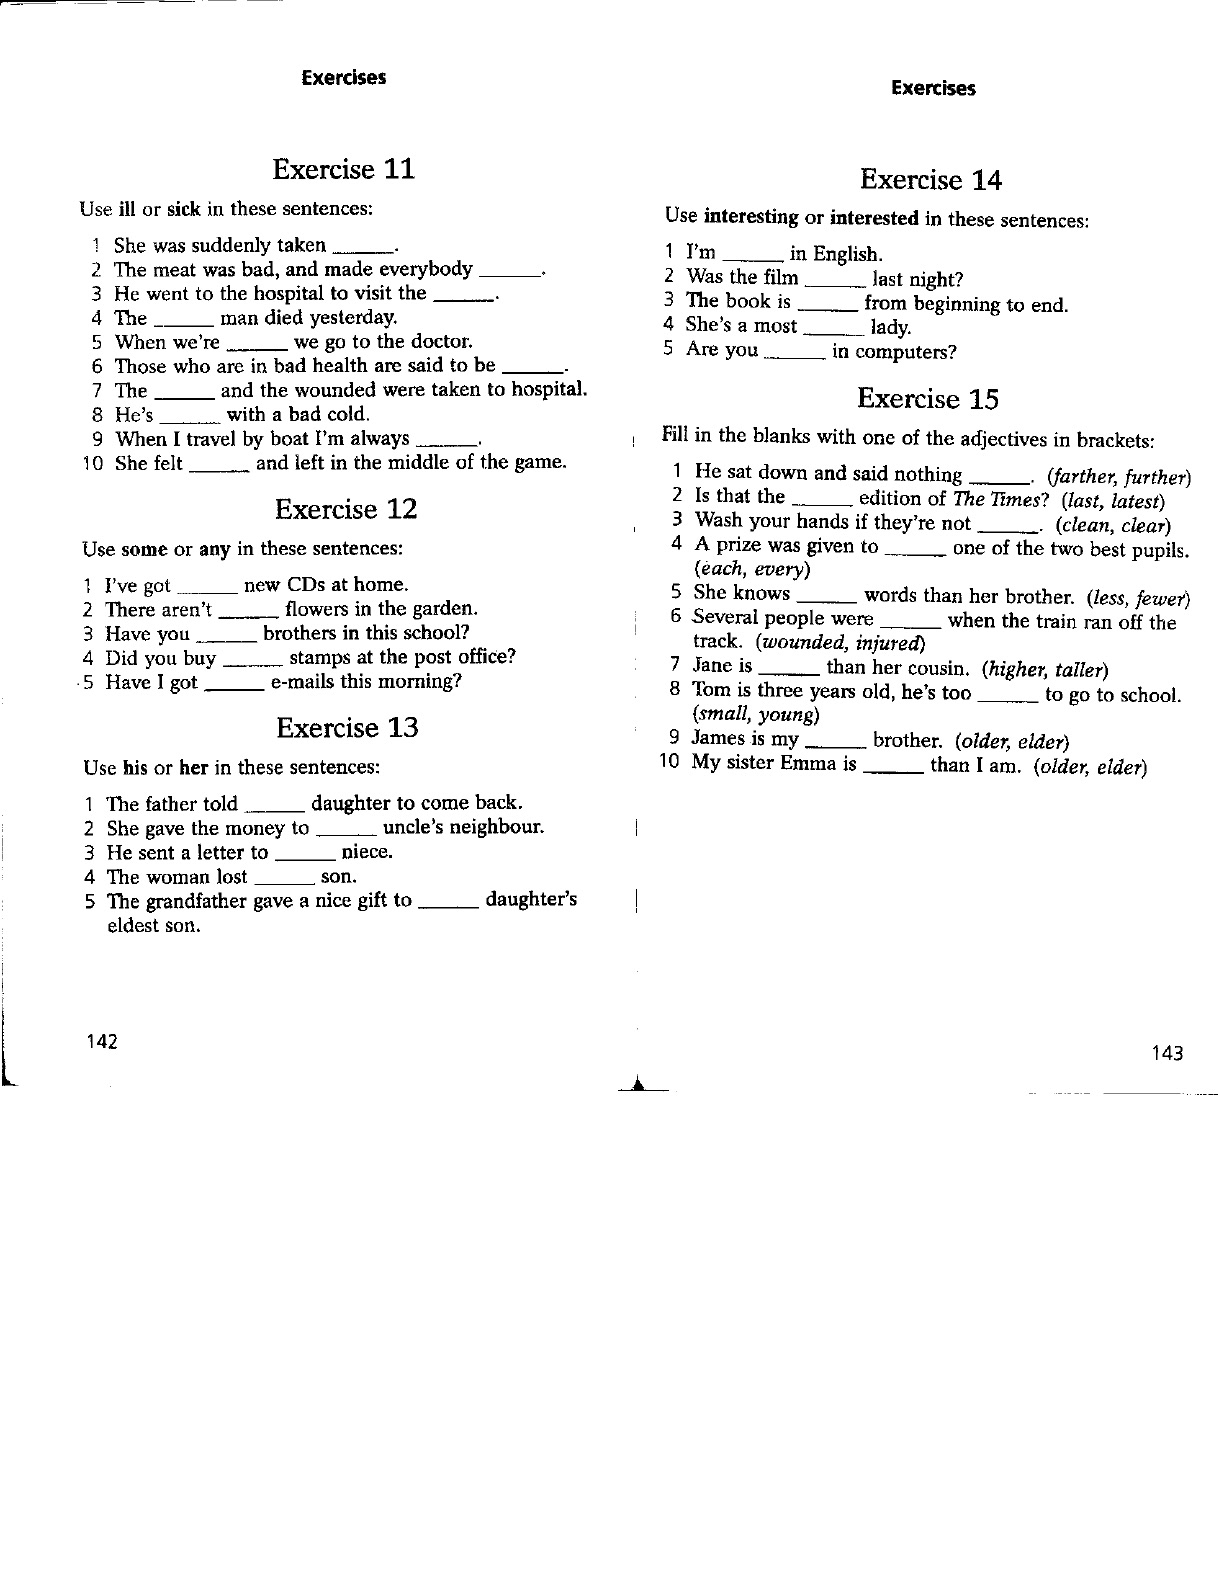 Exercises
Exercise 11
Use ill or sick in these sentences:
1 She was suddenly taken ______.
2 The meat was bad, and made everybody ______.
3 He went to the hospital to visit the ______.
4 The ______ man died yesterday.
5 When we're ______ we go to the doctor.
6 Those who are in bad health are said to be ______.
7 The ______ and the wounded were taken to hospital.
8 He's ______ with a bad cold.
9 When I travel by boat I'm always ______.
10 She felt ______ and left in the middle of the game.
Exercise 12
Use some or any in these sentences:
1 I've got ______ new CDs at home.
2 There aren't ______ flowers in the garden.
3 Have you ______ brothers in this school?
4 Did you buy ______ stamps at the post office?
5 Have I got ______ e-mails this morning?
Exercise 13
Use his or her in these sentences:
1 The father told ______ daughter to come back.
2 She gave the money to ______ uncle's neighbour.
3 He sent a letter to ______ niece.
4 The woman lost ______ son.
5 The grandfather gave a nice gift to ______ daughter's
eldest son.
142
Exercises
Exercise 14
Use interesting or interested in these sentences:
1 I'm ______ in English.
2 Was the film ______ last night?
3 The book is ______ from beginning to end.
4 She's a most ______ lady.
5 Are you ______ in computers?
Exercise 15
Fill in the blanks with one of the adjectives in brackets:
1 He sat down and said nothing ______. (farther, further)
2 Is that the ______ edition of The Times? (last, latest)
3 Wash your hands if they're not ______. (clean, clear)
4 A prize was given to ______ one of the two best pupils.
(each, every)
5 She knows ______ words than her brother. (less, fewer)
6 Several people were ______ when the train ran off the
track. (wounded, injured)
7 Jane is ______ than her cousin. (higher, taller)
8 Tom is three years old, he's too ______ to go to school.
(small, young)
9 James is my ______ brother. (older, elder)
10 My sister Emma is ______ than I am. (older, elder)
143